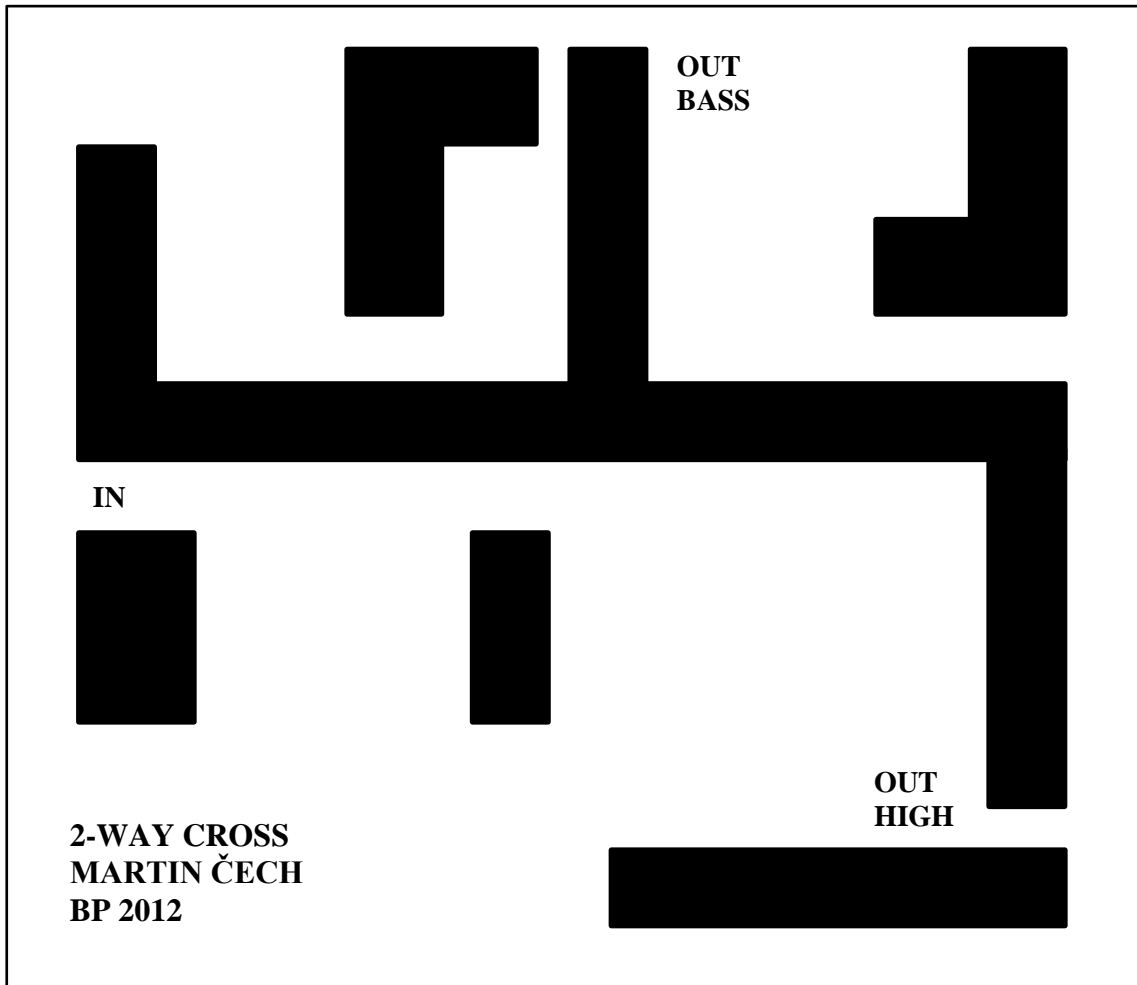 OUT
BASS
IN
OUT
HIGH
2-WAY CROSS
MARTIN ČECH
BP 2012